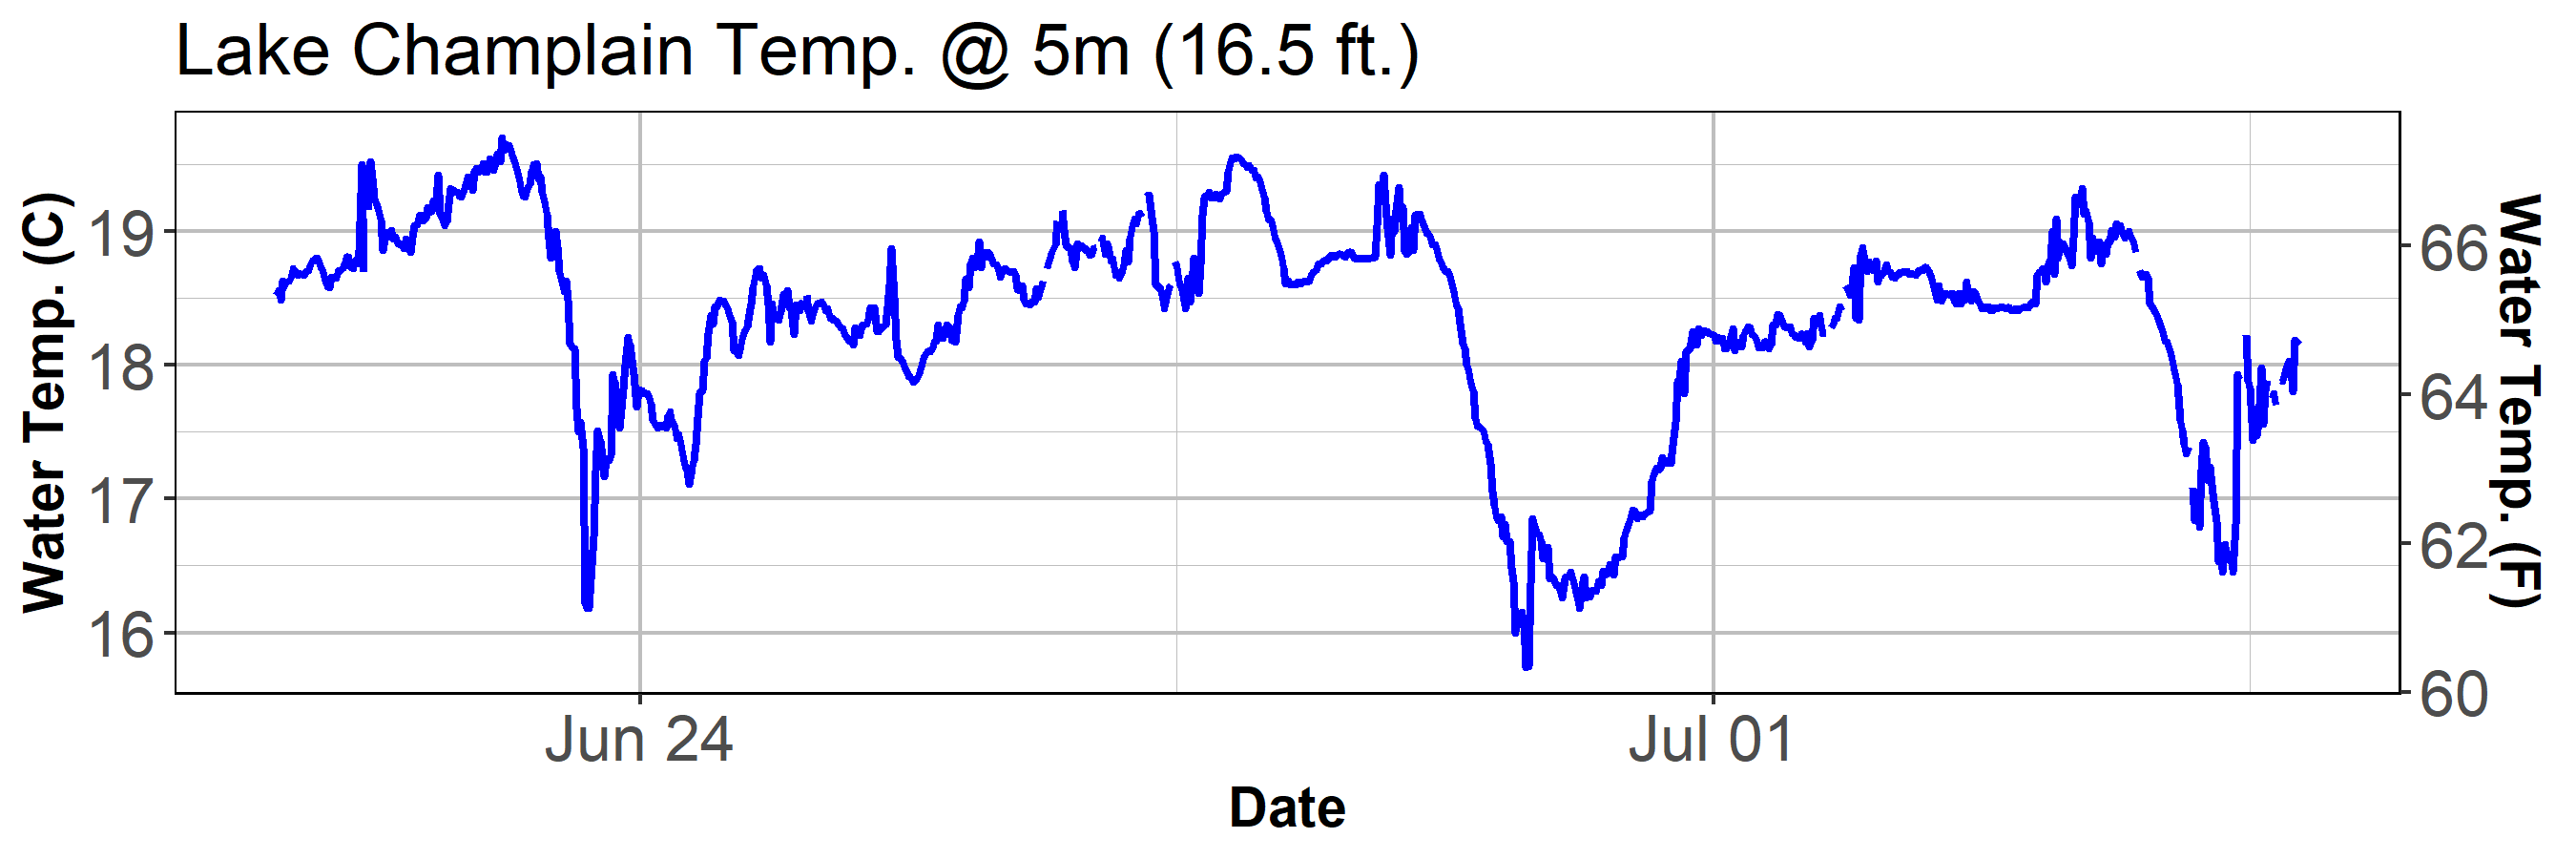 Lake Champlain Temp. @ 5m (16.5 ft.)
Water Temp. (C)
19
18
17
16
66
64
62
60
Water Temp. (F)
Jun 24
Jul 01
Date